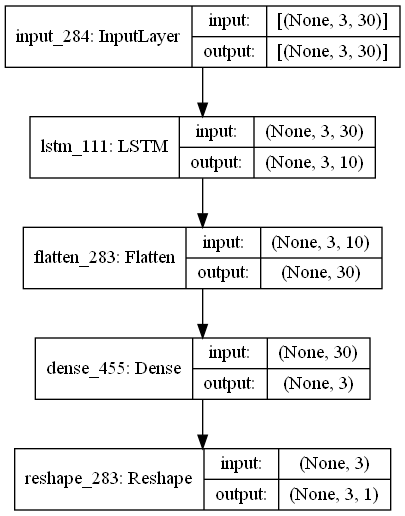 input_284: InputLayer
input: [(None, 3, 30)]
output: [(None, 3, 30)]
lstm_111: LSTM
input: (None, 3, 30)
output: (None, 3, 10)
flatten_283: Flatten
input: (None, 3, 10)
output: (None, 30)
dense_455: Dense
input: (None, 30)
output: (None, 3)
reshape_283: Reshape
input: (None, 3)
output: (None, 3, 1)